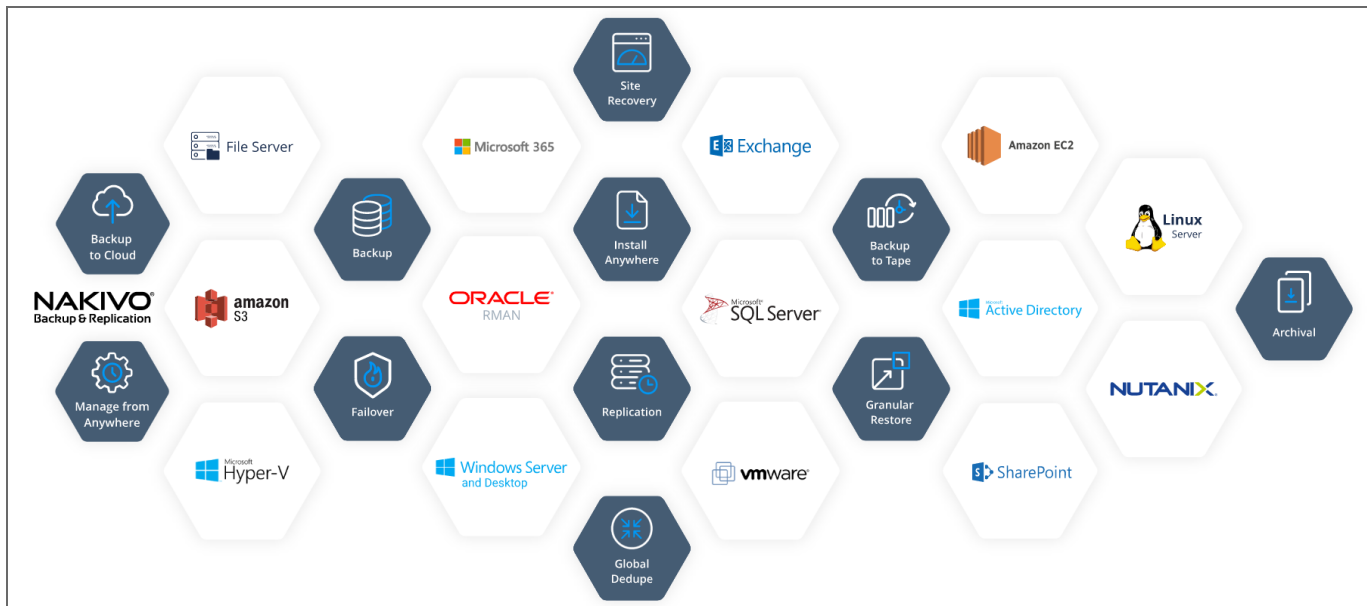 Site
Recovery
File Server
Microsoft 365
E Exchange
Amazon EC2
Backup
to Cloud
Backup
Install
Anywhere
Backup
to Tape
Linux
Server
NAKIVO®
Backup & Replication
amazon
S3
ORACLE®
RMAN
Microsoft®
SQL Server®
Microsoft
Active Directory
Archival
Manage from
Anywhere
Failover
Replication
Granular
Restore
NUTANIX.
Microsoft
Hyper-V
Windows Server
and Desktop
vmware®
S SharePoint
Global
Dedupe